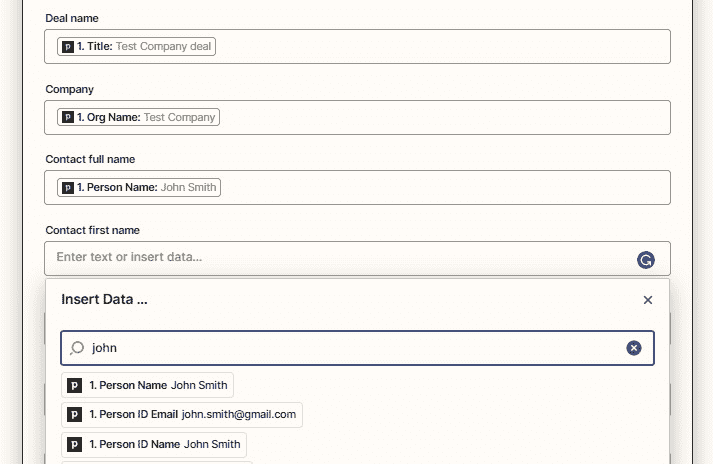 Deal name
p 1. Title: Test Company deal
Company
p 1. Org Name: Test Company
Contact full name
p 1. Person Name: John Smith
Contact first name
Enter text or insert data...
Insert Data ...
john
p 1. Person Name John Smith
p 1. Person ID Email john.smith@gmail.com
p 1. Person ID Name John Smith